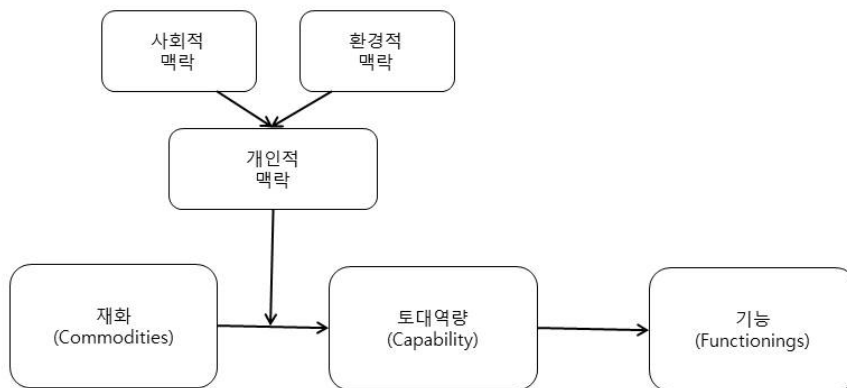 사회적
맥락
환경적
맥락
개인적
맥락
재화
(Commodities)
토대역량
(Capability)
기능
(Functionings)